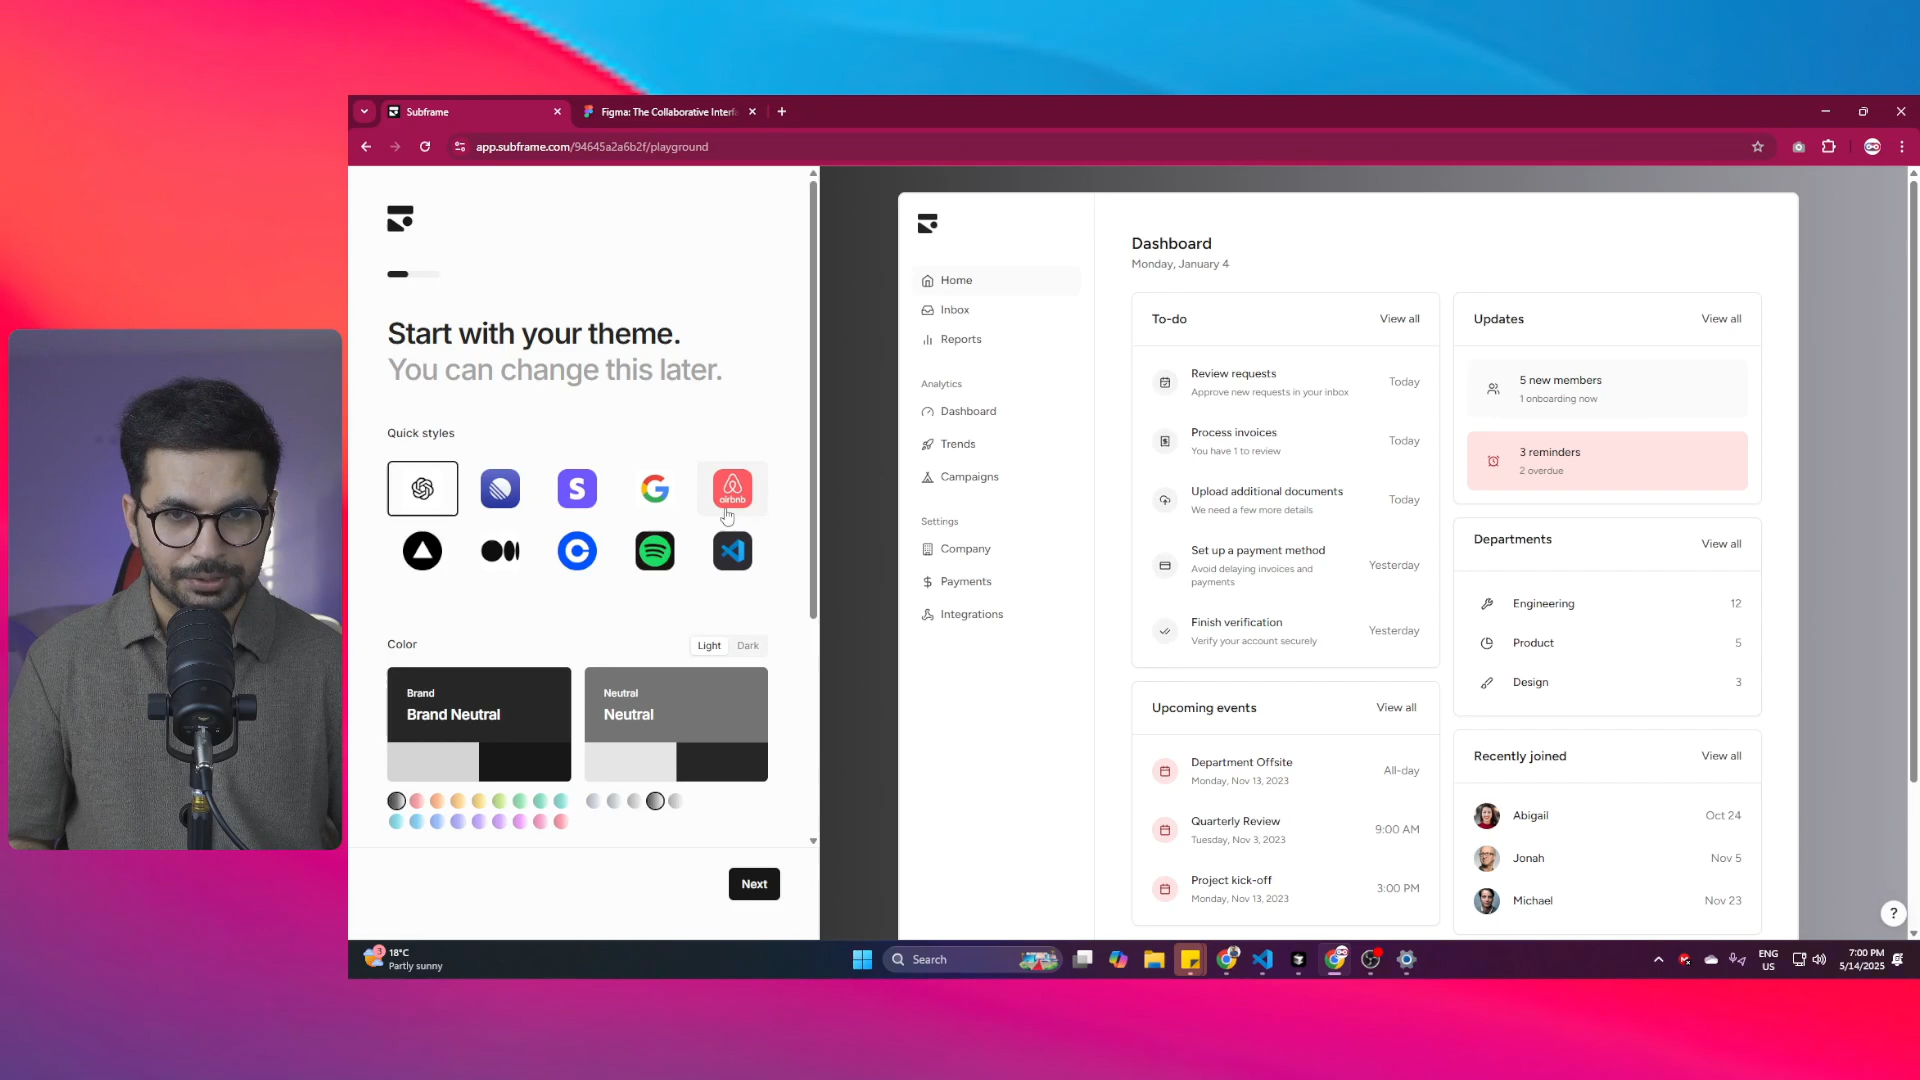 Subframe
Figma: The Collaborative Interf
app.subframe.com/94645a2a6b2f/playground
Start with your theme.
You can change this later.
Quick styles
S
airbnb
Color
Light
Dark
Brand
Brand Neutral
Neutral
Neutral
Next
Home
Inbox
Reports
Analytics
Dashboard
Trends
Campaigns
Settings
Company
Payments
Integrations
Dashboard
Monday, January 4
To-do
View all
Review requests
Approve new requests in your inbox
Today
Process invoices
You have 1 to review
Today
Upload additional documents
We need a few more details
Today
Set up a payment method
Avoid delaying invoices and
payments
Yesterday
Finish verification
Verify your account securely
Yesterday
Upcoming events
View all
Department Offsite
Monday, Nov 13, 2023
All-day
Quarterly Review
Tuesday, Nov 3, 2023
9:00 AM
Project kick-off
Monday, Nov 13, 2023
3:00 PM
Updates
View all
5 new members
1 onboarding now
3 reminders
2 overdue
Departments
View all
Engineering
12
Product
5
Design
3
Recently joined
View all
Abigail
Oct 24
Jonah
Nov 5
Michael
Nov 23
?
3
18°C
Partly sunny
Search
ENG
US
7:00 PM
5/14/2025